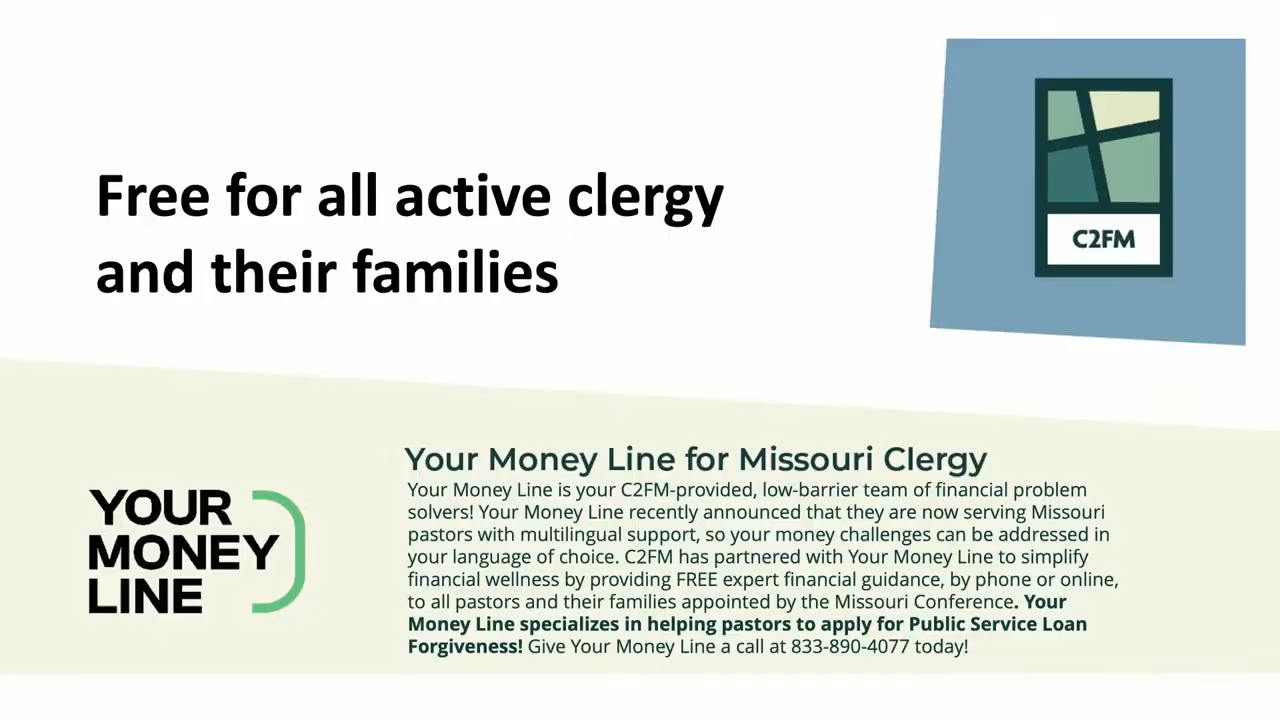 Free for all active clergy
and their families
C2FM
Your Money Line for Missouri Clergy
Your Money Line is your C2FM-provided, low-barrier team of financial problem
solvers! Your Money Line recently announced that they are now serving Missouri
pastors with multilingual support, so your money challenges can be addressed in
your language of choice. C2FM has partnered with Your Money Line to simplify
financial wellness by providing FREE expert financial guidance, by phone or online,
to all pastors and their families appointed by the Missouri Conference. Your
Money Line specializes in helping pastors to apply for Public Service Loan
Forgiveness! Give Your Money Line a call at 833-890-4077 today!
YOUR
MONEY
LINE